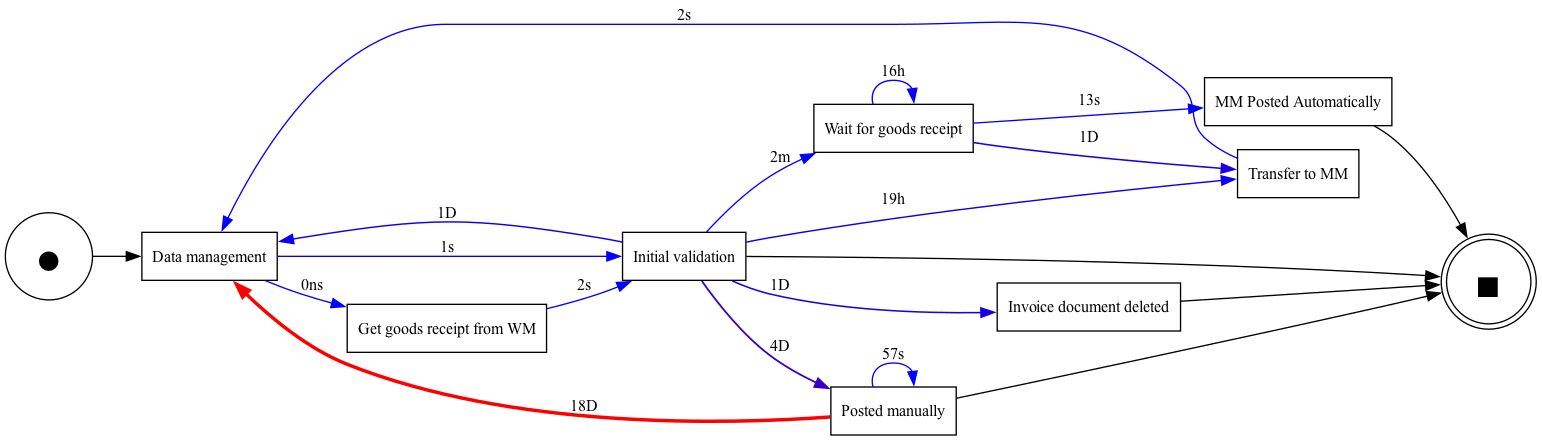 2s
16h
MM Posted Automatically
13s
Wait for goods receipt
1D
2m
Transfer to MM
19h
1D
Data management
1s
Initial validation
0ns
2s
1D
Invoice document deleted
Get goods receipt from WM
4D
57s
18D
Posted manually